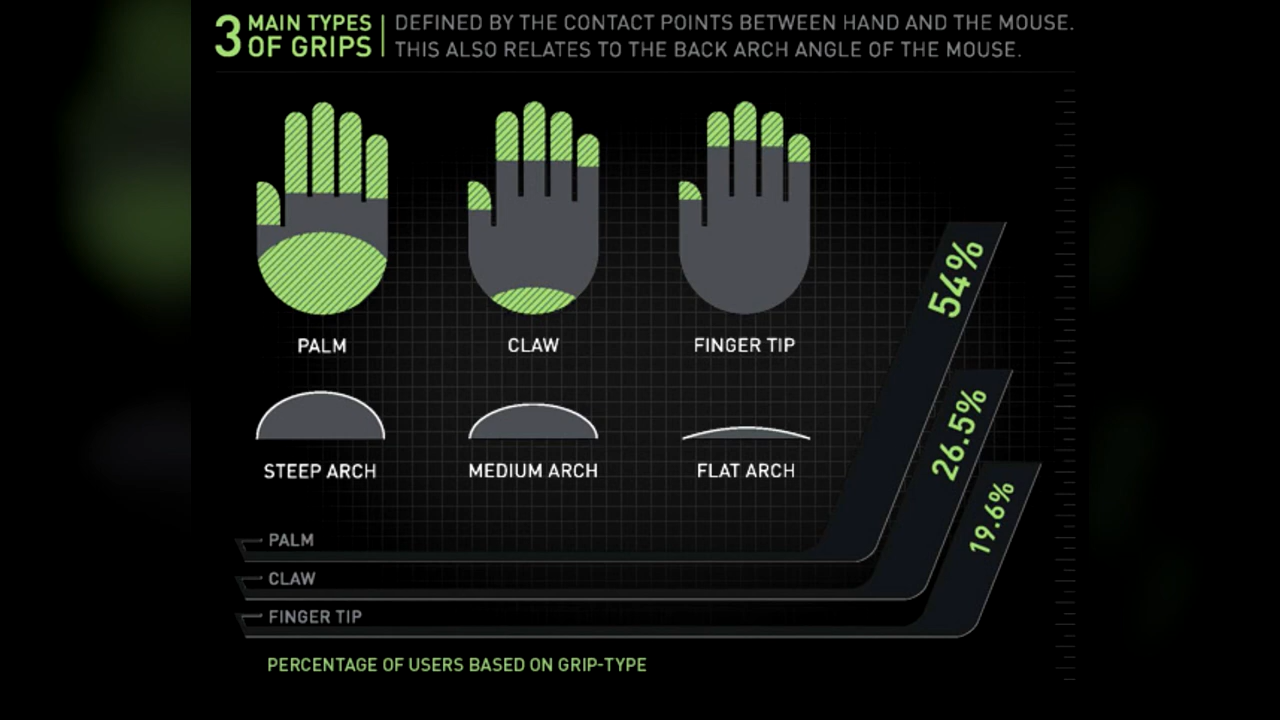 3 MAIN TYPES
OF GRIPS
DEFINED BY THE CONTACT POINTS BETWEEN HAND AND THE MOUSE.
THIS ALSO RELATES TO THE BACK ARCH ANGLE OF THE MOUSE.
PALM
CLAW
FINGER TIP
STEEP ARCH
MEDIUM ARCH
FLAT ARCH
54%
26.5%
19.6%
PALM
CLAW
FINGER TIP
PERCENTAGE OF USERS BASED ON GRIP-TYPE